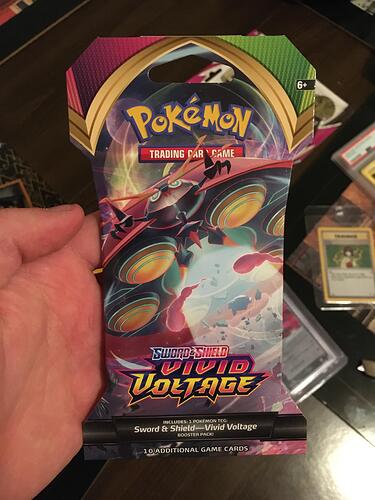 6+
POKéMON
TRADING CARD GAME
SWORD & SHIELD
VIVID
VOLTAGE
INCLUDES: 1 POKÉMON TCG:
Sword & Shield—Vivid Voltage
BOOSTER PACK!
10 ADDITIONAL GAME CARDS
TRAINER